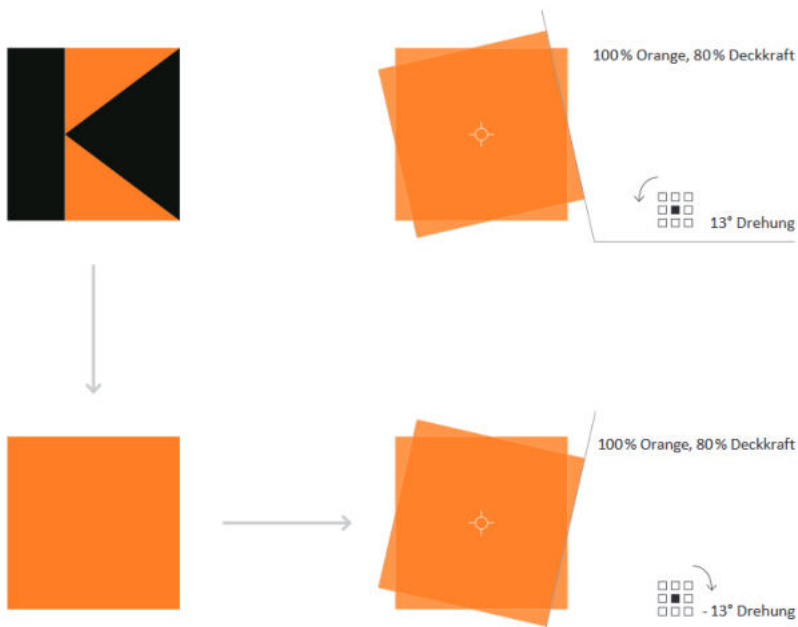 100 % Orange, 80 % Deckkraft
13° Drehung
100 % Orange, 80 % Deckkraft
- 13° Drehung